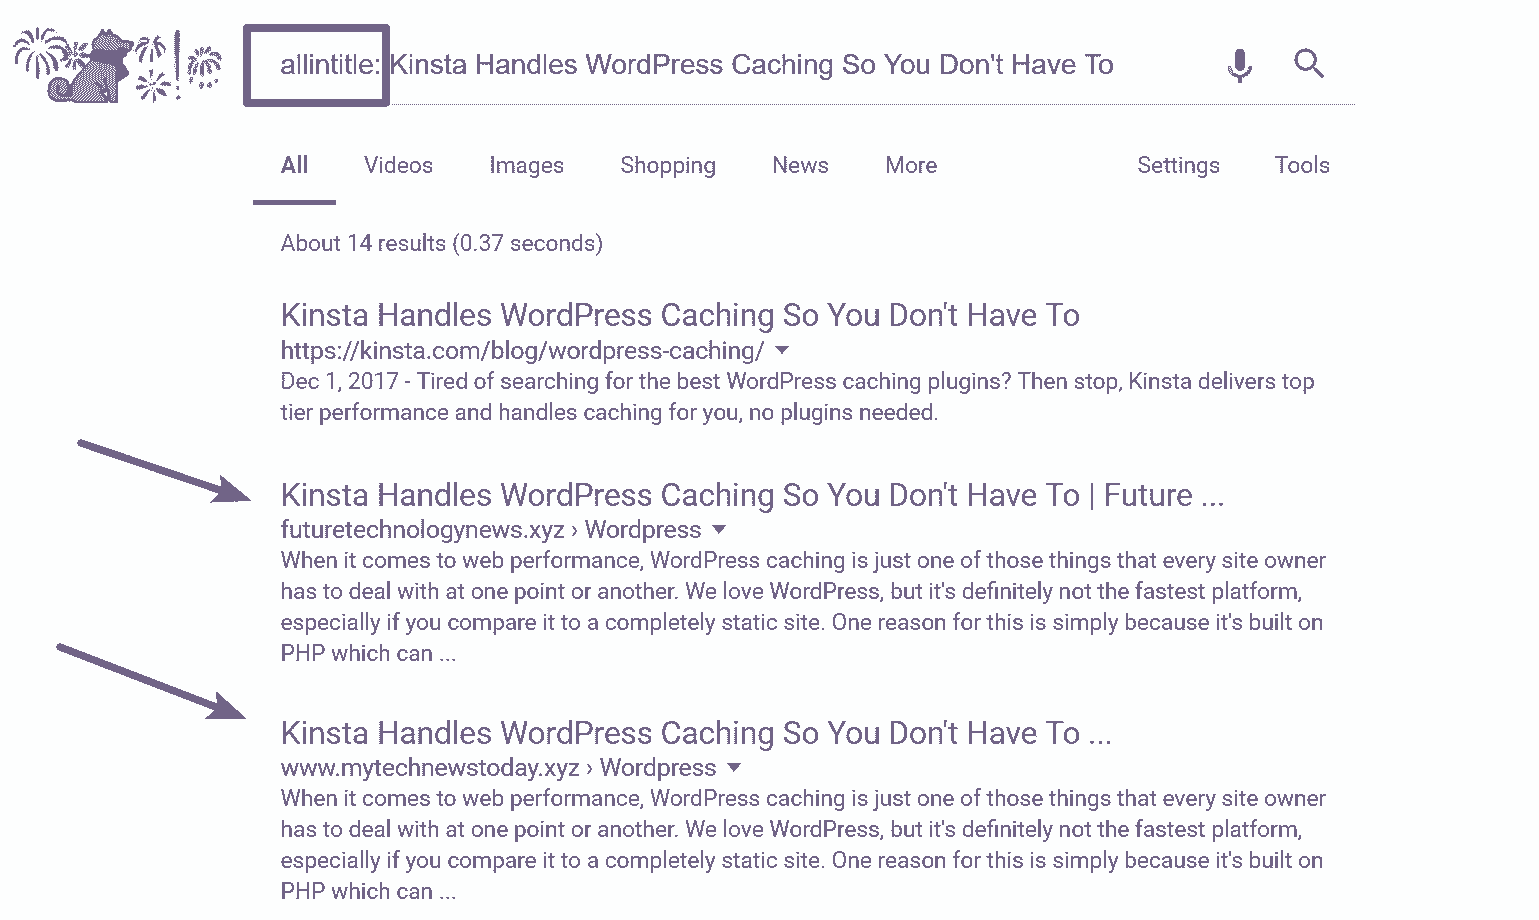 allintitle: Kinsta Handles WordPress Caching So You Don't Have To
All Videos Images Shopping News More Settings Tools
About 14 results (0.37 seconds)
Kinsta Handles WordPress Caching So You Don't Have To
https://kinsta.com/blog/wordpress-caching/
Dec 1, 2017 - Tired of searching for the best WordPress caching plugins? Then stop, Kinsta delivers top
tier performance and handles caching for you, no plugins needed.
Kinsta Handles WordPress Caching So You Don't Have To | Future ...
futuretechnologynews.xyz › Wordpress
When it comes to web performance, WordPress caching is just one of those things that every site owner
has to deal with at one point or another. We love WordPress, but it's definitely not the fastest platform,
especially if you compare it to a completely static site. One reason for this is simply because it's built on
PHP which can ...
Kinsta Handles WordPress Caching So You Don't Have To ...
www.mytechnewstoday.xyz › Wordpress
When it comes to web performance, WordPress caching is just one of those things that every site owner
has to deal with at one point or another. We love WordPress, but it's definitely not the fastest platform,
especially if you compare it to a completely static site. One reason for this is simply because it's built on
PHP which can ...